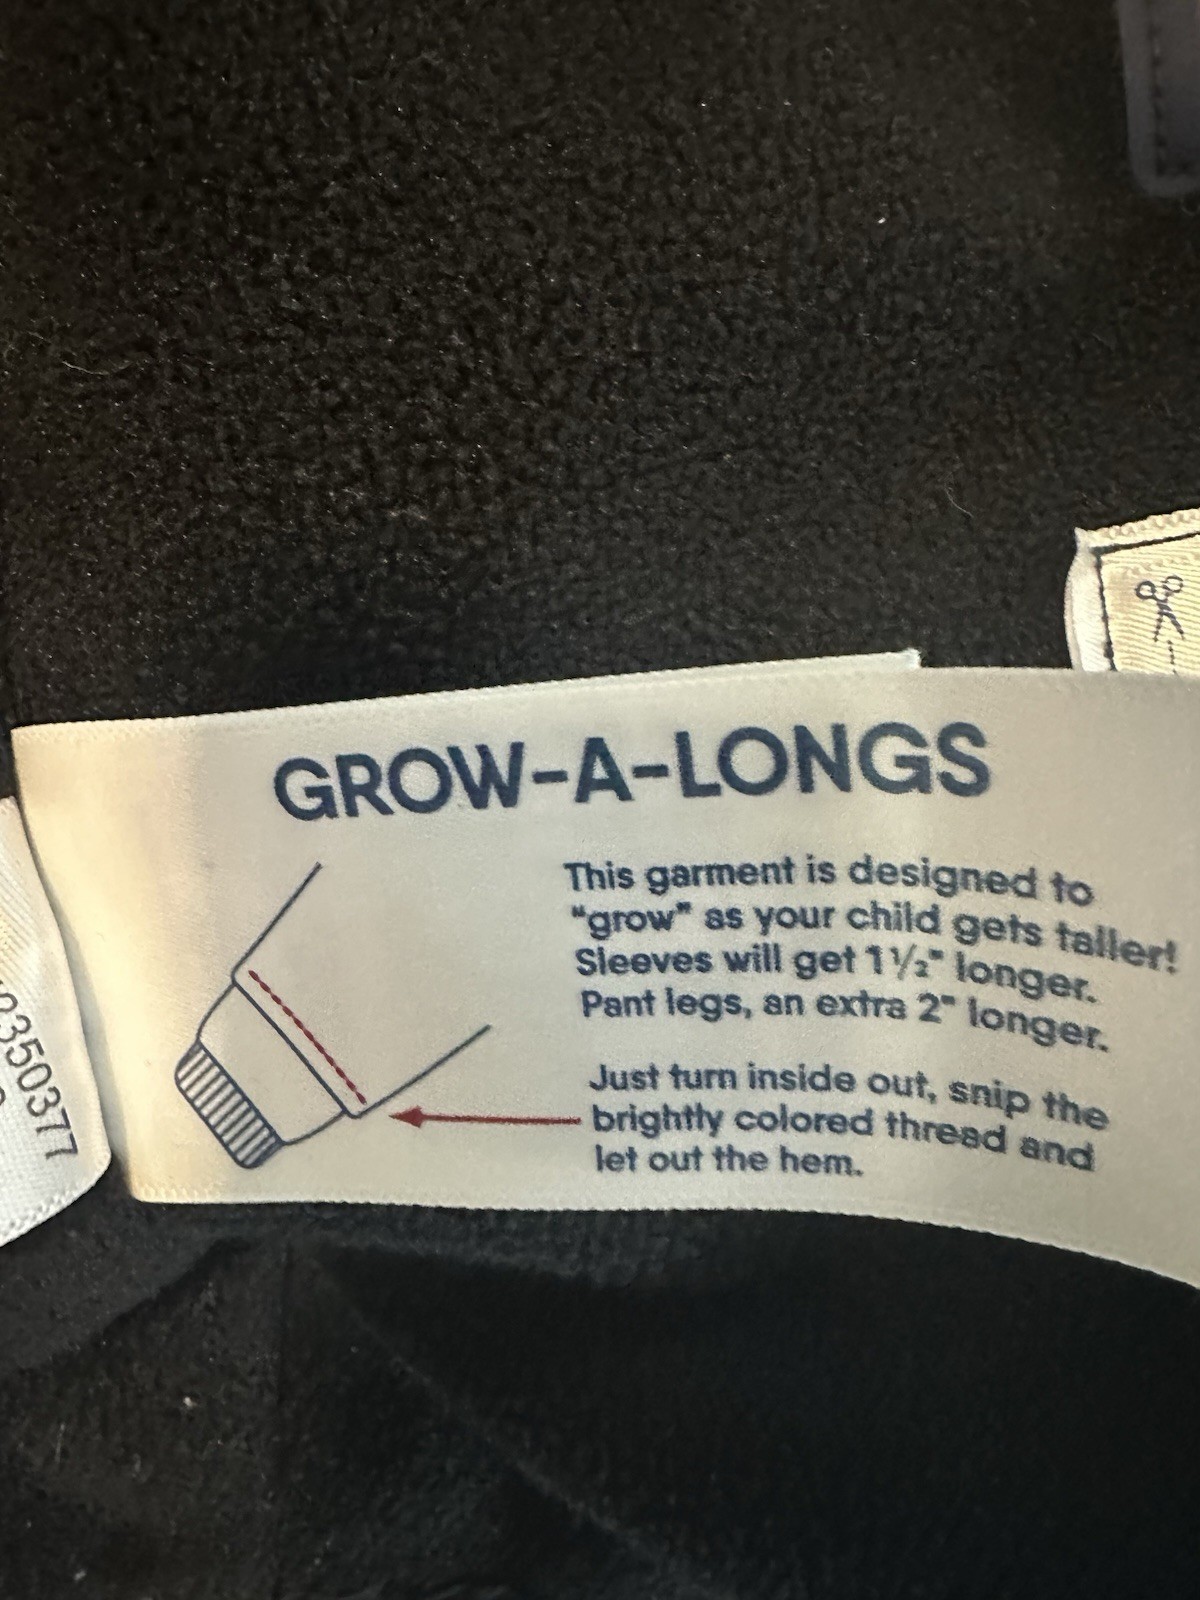 GROW-A-LONGS
This garment is designed to
"grow" as your child gets taller!
Sleeves will get 1½" longer.
Pant legs, an extra 2" longer.
Just turn inside out, snip the
brightly colored thread and
let out the hem.